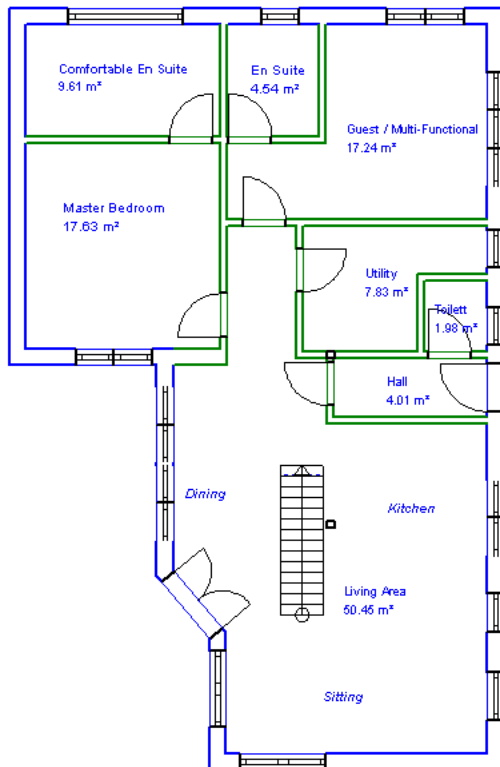 Comfortable En Suite
9.61 m²
En Suite
4.54 m²
Guest / Multi-Functional
17.24 m²
Master Bedroom
17.63 m²
Utility
7.83 m²
Toilett
1.98 m²
Hall
4.01 m²
Dining
Kitchen
Living Area
50.45 m²
Sitting